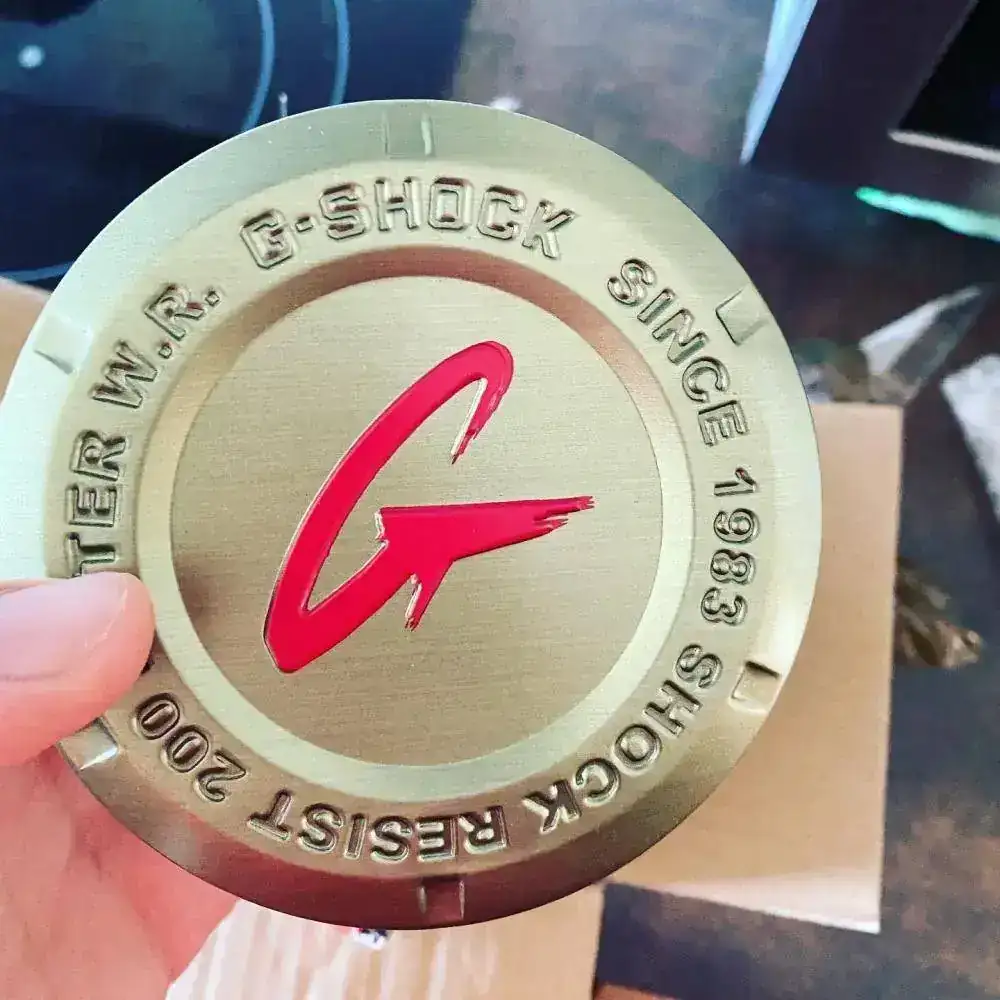 G-SHOCK SINCE 1983 SHOCK RESIST 200 TER W.R.
G